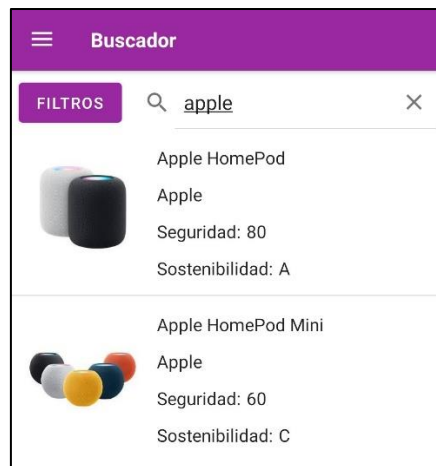 Buscador
FILTROS apple
Apple HomePod
Apple
Seguridad: 80
Sostenibilidad: A
Apple HomePod Mini
Apple
Seguridad: 60
Sostenibilidad: C